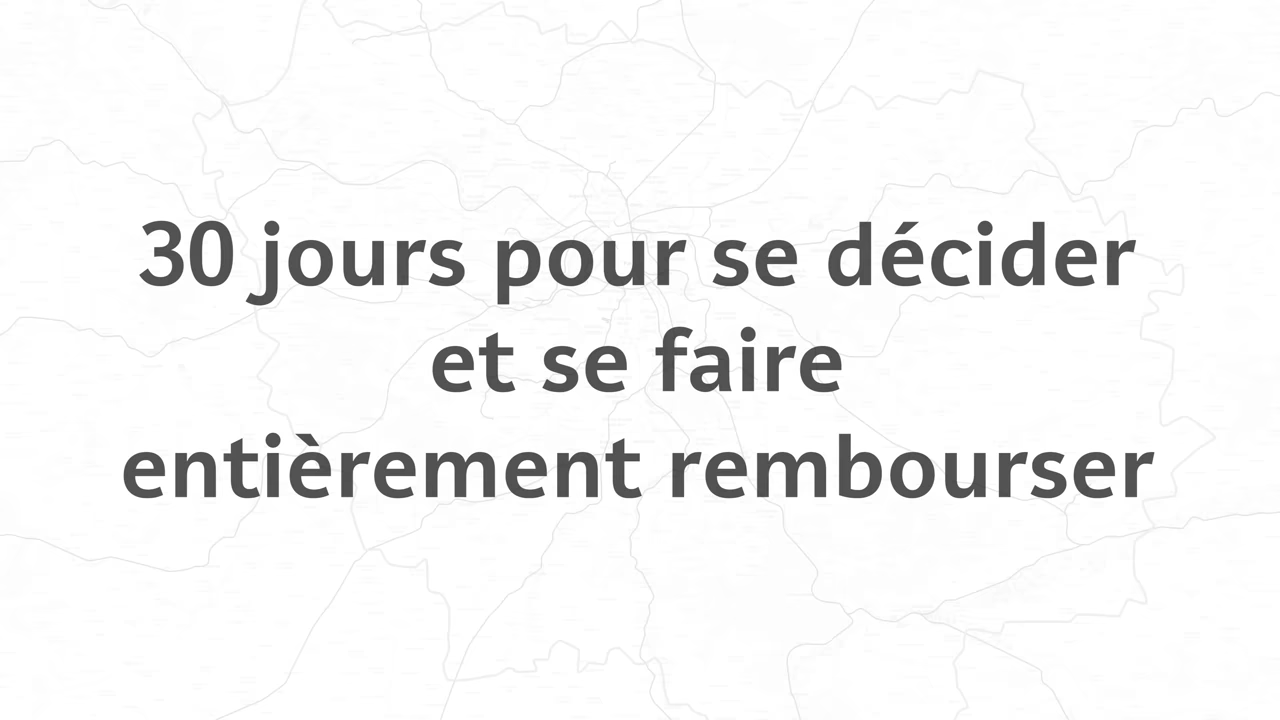 30 jours pour se décider
et se faire
entièrement rembourser